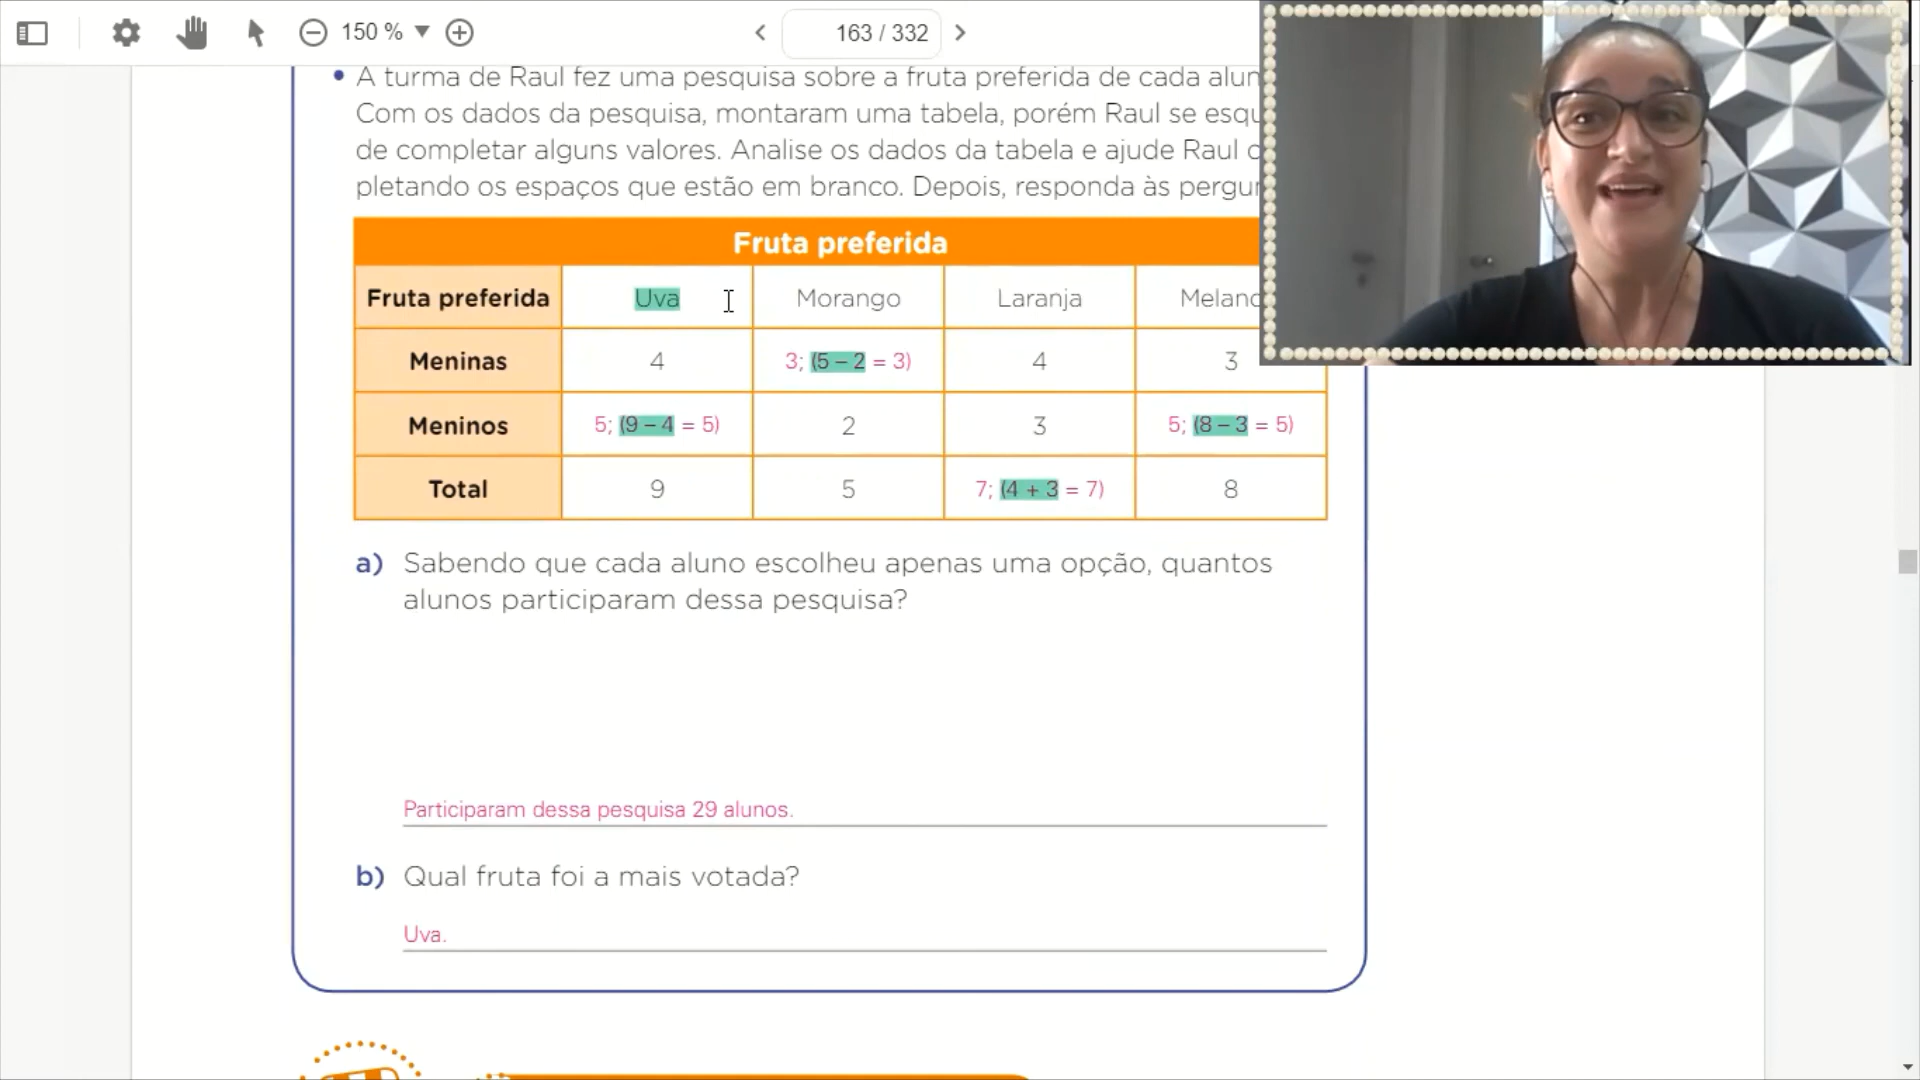 150 %
163 / 332
A turma de Raul fez uma pesquisa sobre a fruta preferida de cada
Com os dados da pesquisa, montaram uma tabela, porém Raul se
de completar alguns valores. Analise os dados da tabela e ajude Raul
pletando os espaços que estão em branco. Depois, responda às
Fruta preferida
Fruta preferida Uva Morango Laranja
Meninas 4 3; (5 – 2 = 3) 4 3
Meninos 5; (9 – 4 = 5) 2 3 5; (8 – 3 = 5)
Total 9 5 7; (4 + 3 = 7) 8
a) Sabendo que cada aluno escolheu apenas uma opção, quantos
alunos participaram dessa pesquisa?
Participaram dessa pesquisa 29 alunos.
b) Qual fruta foi a mais votada?
Uva.